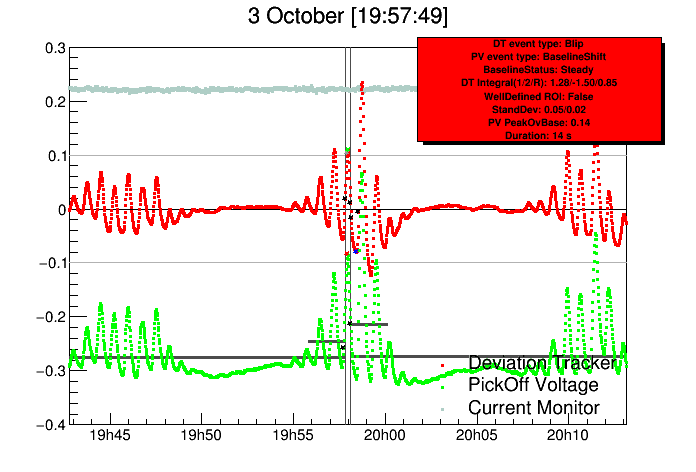 3 October [19:57:49]
DT event type: Blip
PV event type: BaselineShift
BaselineStatus: Steady
DT Integral(1/2/R): 1.28/-1.50/0.85
WellDefined ROI: False
StandDev: 0.05/0.02
PV PeakOvBase: 0.14
Duration: 14 s
0.3
0.2
0.1
0
−0.1
−0.2
−0.3
−0.4
Deviation Tracker
PickOff Voltage
Current Monitor
19h45 19h50 19h55 20h00 20h05 20h10